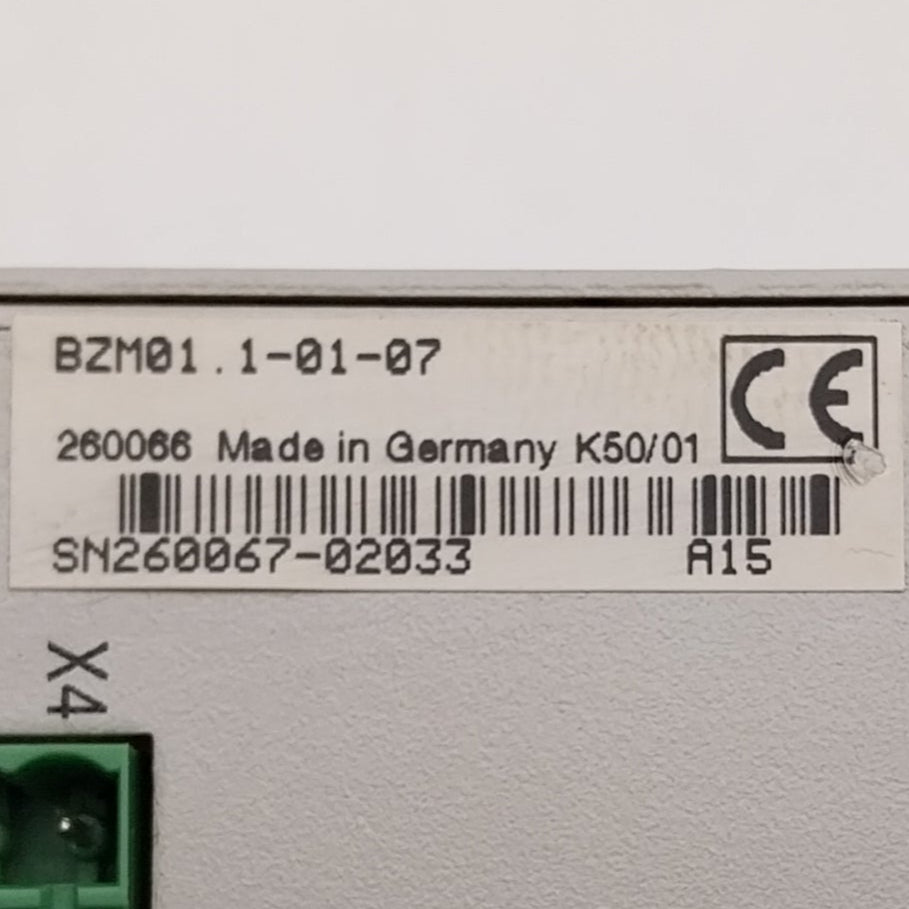 BZM01.1-01-07
CE
260066 Made in Germany K50/01
SN260067-02033 A15
X4